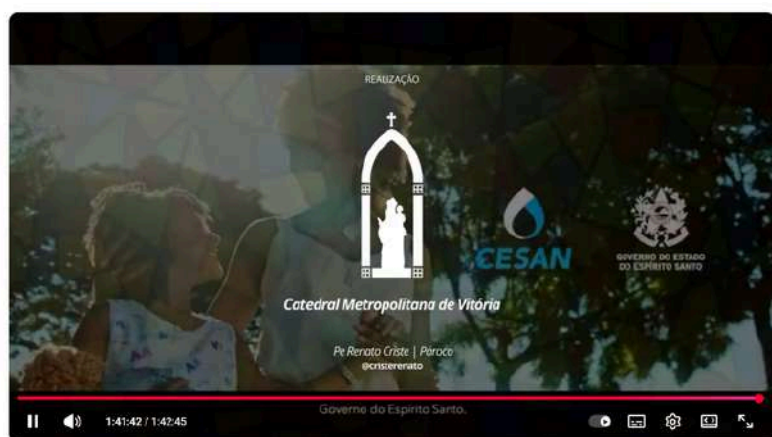 REALIZAÇÃO
CESAN
GOVERNO DO ESTADO
DO ESPÍRITO SANTO
Catedral Metropolitana de Vitória
Pe Renato Criste | Pároco
@cristerenato
Governo do Espírito Santo.
1:41:42 / 1:42:45